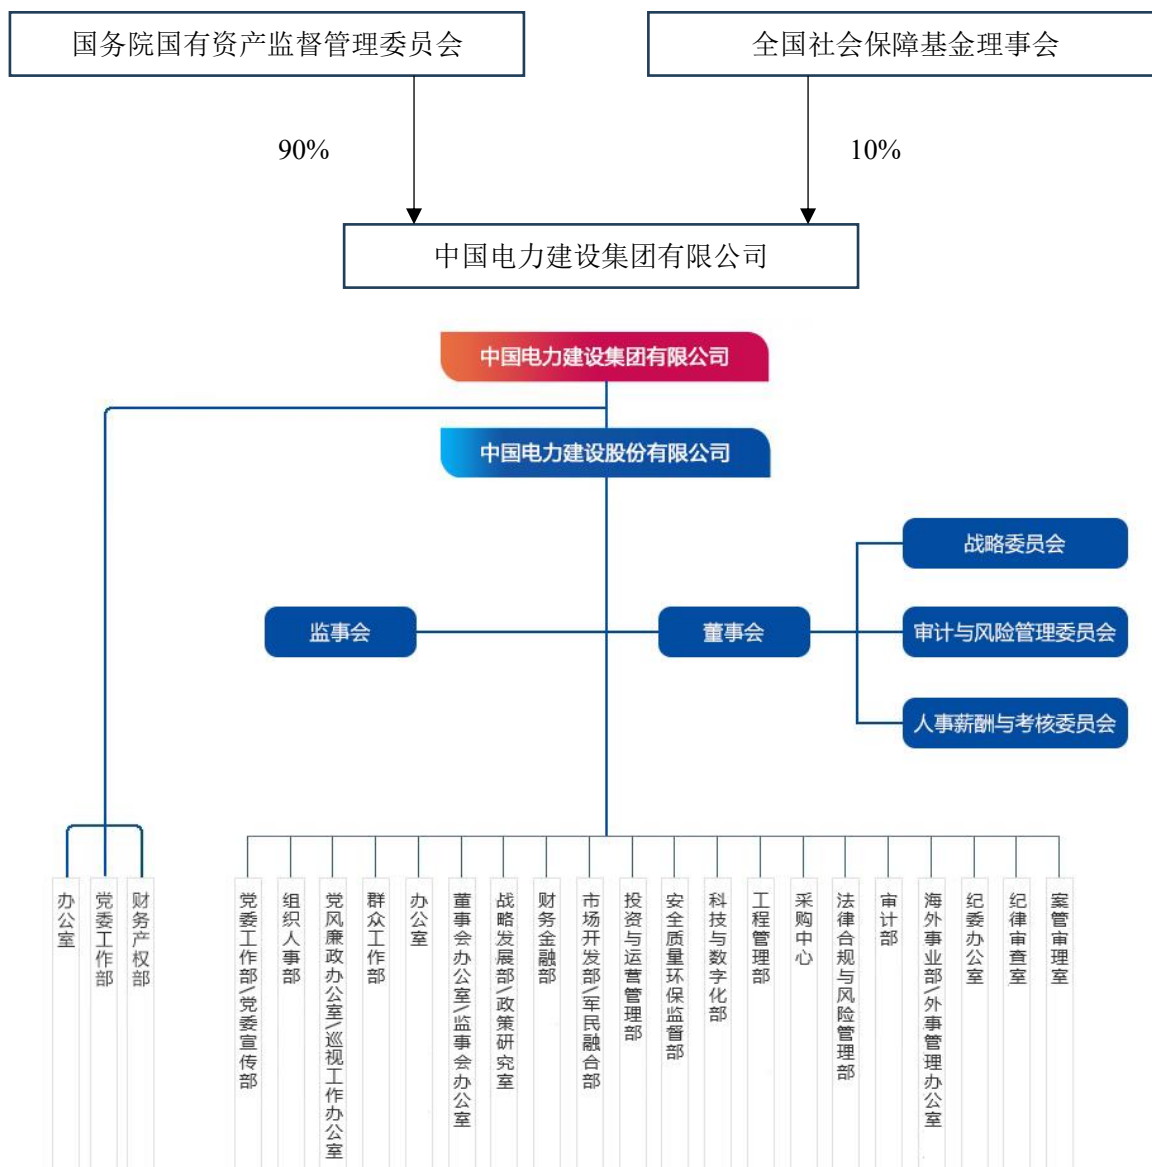 国务院国有资产监督管理委员会
全国社会保障基金理事会
90%
10%
中国电力建设集团有限公司
中国电力建设集团有限公司
中国电力建设股份有限公司
战略委员会
监事会
董事会
审计与风险管理委员会
人事薪酬与考核委员会
办公室
党委工作部
财务产权部
党委工作部/党委宣传部
组织人事部
党风廉政办公室/巡视工作办公室
群众工作部
办公室
董事会办公室/监事会办公室
战略发展部/政策研究室
财务金融部
市场开发部/军民融合部
投资与运营管理部
安全质量环保监督部
科技与数字化部
工程管理部
采购中心
法律合规与风险管理部
审计部
海外事业部/外事管理办公室
纪委办公室
纪律审查室
案管审理室